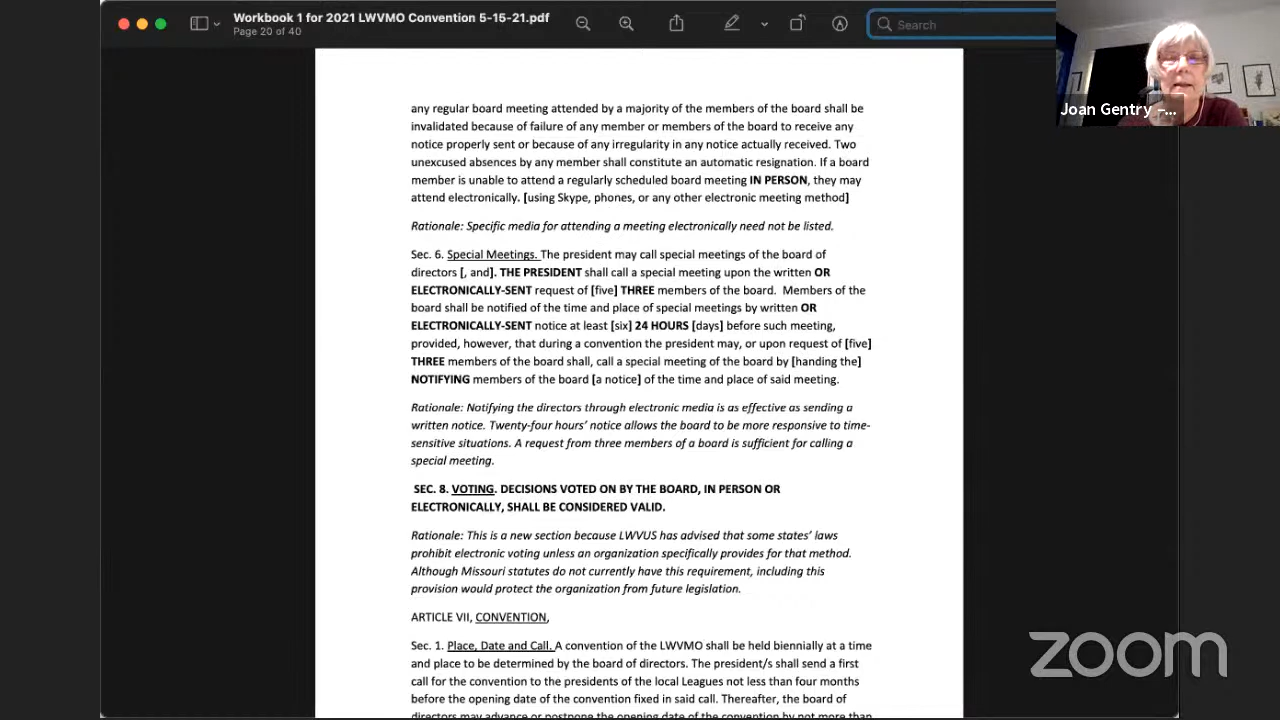 Workbook 1 for 2021 LWVMO Convention 5-15-21.pdf
Page 20 of 40
Search
Joan Gentry –...
any regular board meeting attended by a majority of the members of the board shall be
invalidated because of failure of any member or members of the board to receive any
notice properly sent or because of any irregularity in any notice actually received. Two
unexcused absences by any member shall constitute an automatic resignation. If a board
member is unable to attend a regularly scheduled board meeting IN PERSON, they may
attend electronically. [using Skype, phones, or any other electronic meeting method]
Rationale: Specific media for attending a meeting electronically need not be listed.
Sec. 6. Special Meetings. The president may call special meetings of the board of
directors [, and]. THE PRESIDENT shall call a special meeting upon the written OR
ELECTRONICALLY-SENT request of [five] THREE members of the board. Members of the
board shall be notified of the time and place of special meetings by written OR
ELECTRONICALLY-SENT notice at least [six] 24 HOURS [days] before such meeting,
provided, however, that during a convention the president may, or upon request of [five]
THREE members of the board shall, call a special meeting of the board by [handing the]
NOTIFYING members of the board [a notice] of the time and place of said meeting.
Rationale: Notifying the directors through electronic media is as effective as sending a
written notice. Twenty-four hours’ notice allows the board to be more responsive to time-
sensitive situations. A request from three members of a board is sufficient for calling a
special meeting.
SEC. 8. VOTING. DECISIONS VOTED ON BY THE BOARD, IN PERSON OR
ELECTRONICALLY, SHALL BE CONSIDERED VALID.
Rationale: This is a new section because LWVUS has advised that some states’ laws
prohibit electronic voting unless an organization specifically provides for that method.
Although Missouri statutes do not currently have this requirement, including this
provision would protect the organization from future legislation.
ARTICLE VII, CONVENTION,
Sec. 1. Place, Date and Call. A convention of the LWVMO shall be held biennially at a time
and place to be determined by the board of directors. The president/s shall send a first
call for the convention to the presidents of the local Leagues not less than four months
before the opening date of the convention fixed in said call. Thereafter, the board of
directors may advance or postpone the opening date of the convention by not more than
zoom